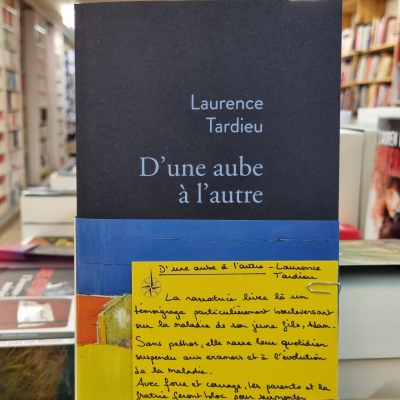 Laurence
Tardieu
D'une aube
à l'autre
D'une aube à l'autre - Laurence
Tardieu
La narratrice livre là un
témoignage particulièrement bouleversant
sur la maladie de son jeune fils,
Sans pathos, elle narre leur quotidien
suspendu aux examens et à l'évolution
de la maladie.
Avec force et courage, les parents et la
fratrie feront bloc pour surmonter